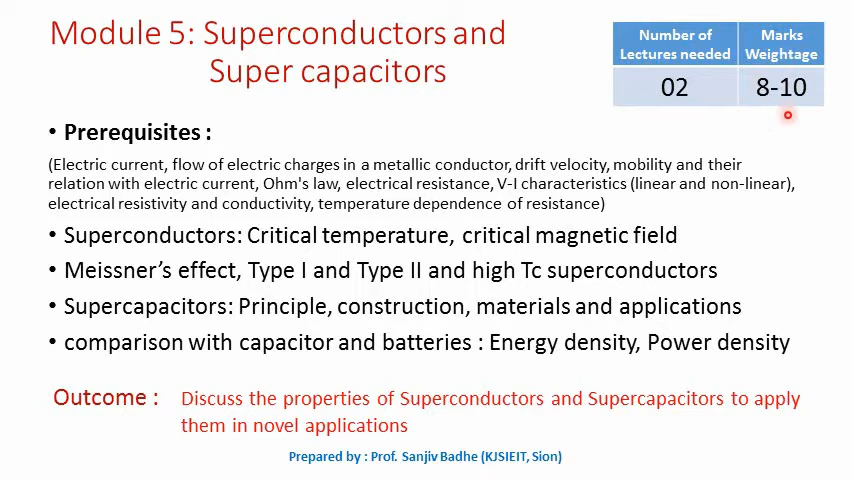 Module 5: Superconductors and
Super capacitors
Number of
Lectures needed
Marks
Weightage
02
8-10
• Prerequisites :
(Electric current, flow of electric charges in a metallic conductor, drift velocity, mobility and their
relation with electric current, Ohm's law, electrical resistance, V-I characteristics (linear and non-linear),
electrical resistivity and conductivity, temperature dependence of resistance)
• Superconductors: Critical temperature, critical magnetic field
• Meissner's effect, Type I and Type II and high Tc superconductors
• Supercapacitors: Principle, construction, materials and applications
• comparison with capacitor and batteries : Energy density, Power density
Outcome : Discuss the properties of Superconductors and Supercapacitors to apply
them in novel applications
Prepared by : Prof. Sanjiv Badhe (KJSIEIT, Sion)